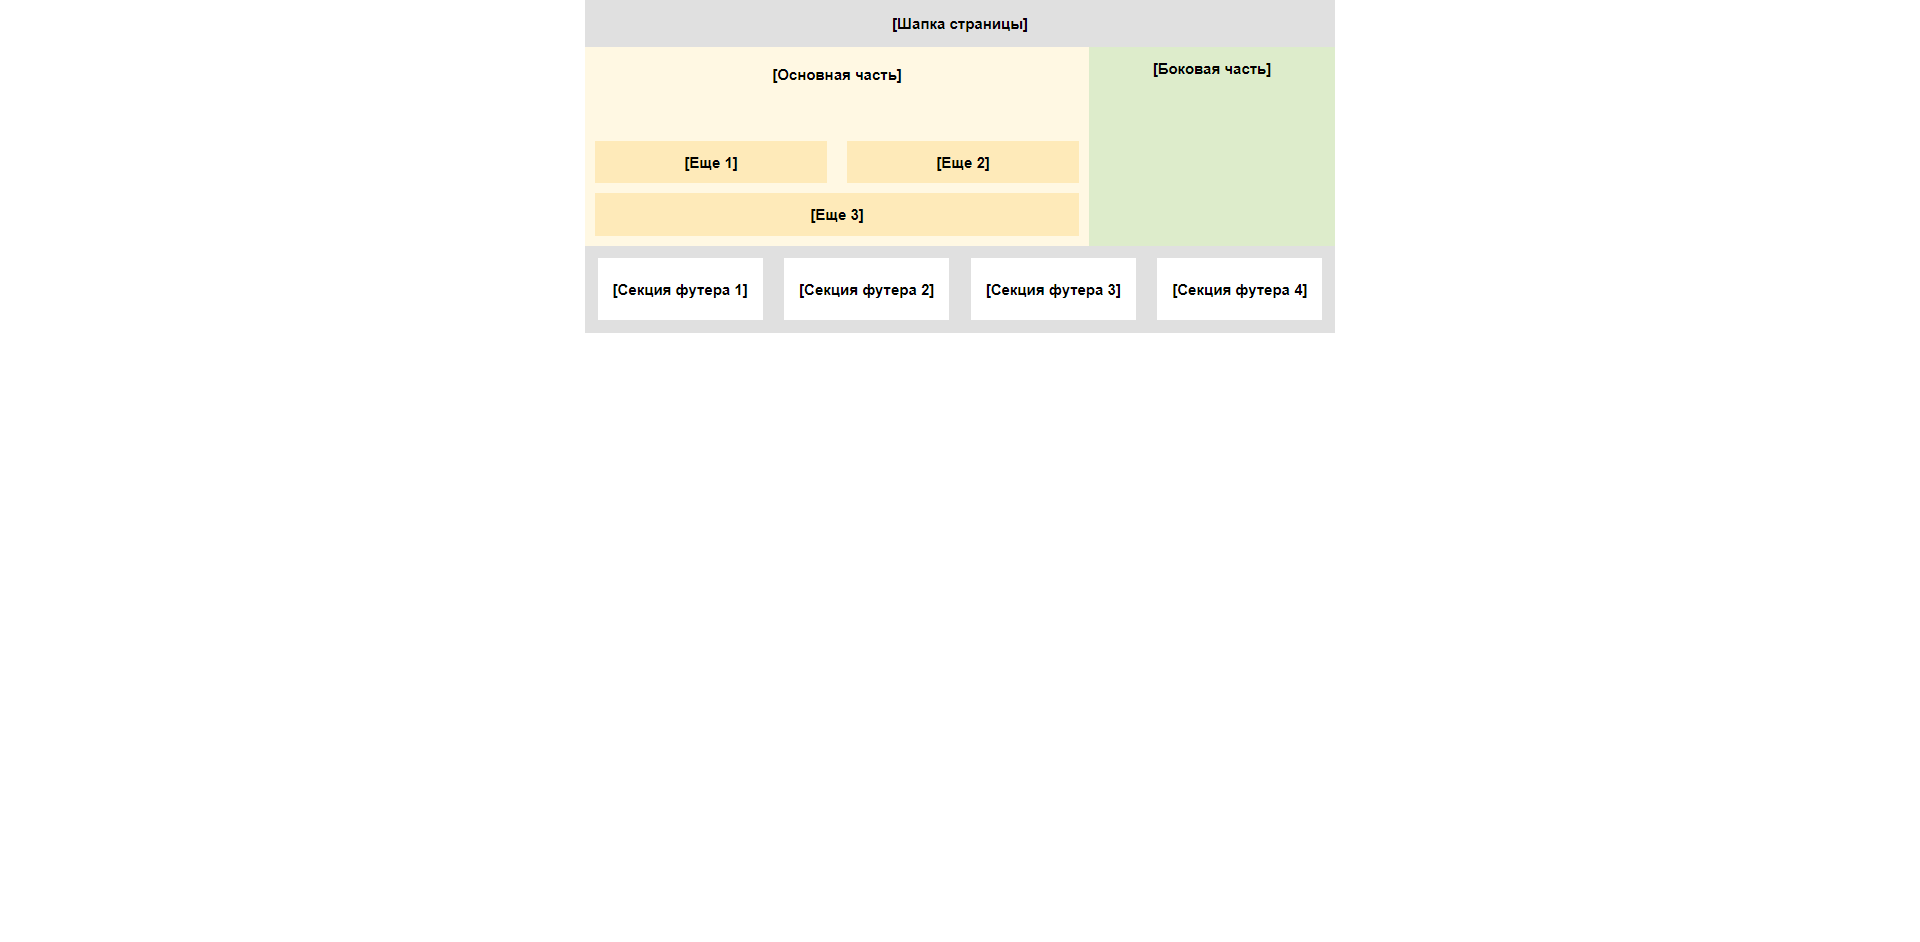 [Шапка страницы]
[Основная часть]
[Боковая часть]
[Еще 1]
[Еще 2]
[Еще 3]
[Секция футера 1]
[Секция футера 2]
[Секция футера 3]
[Секция футера 4]